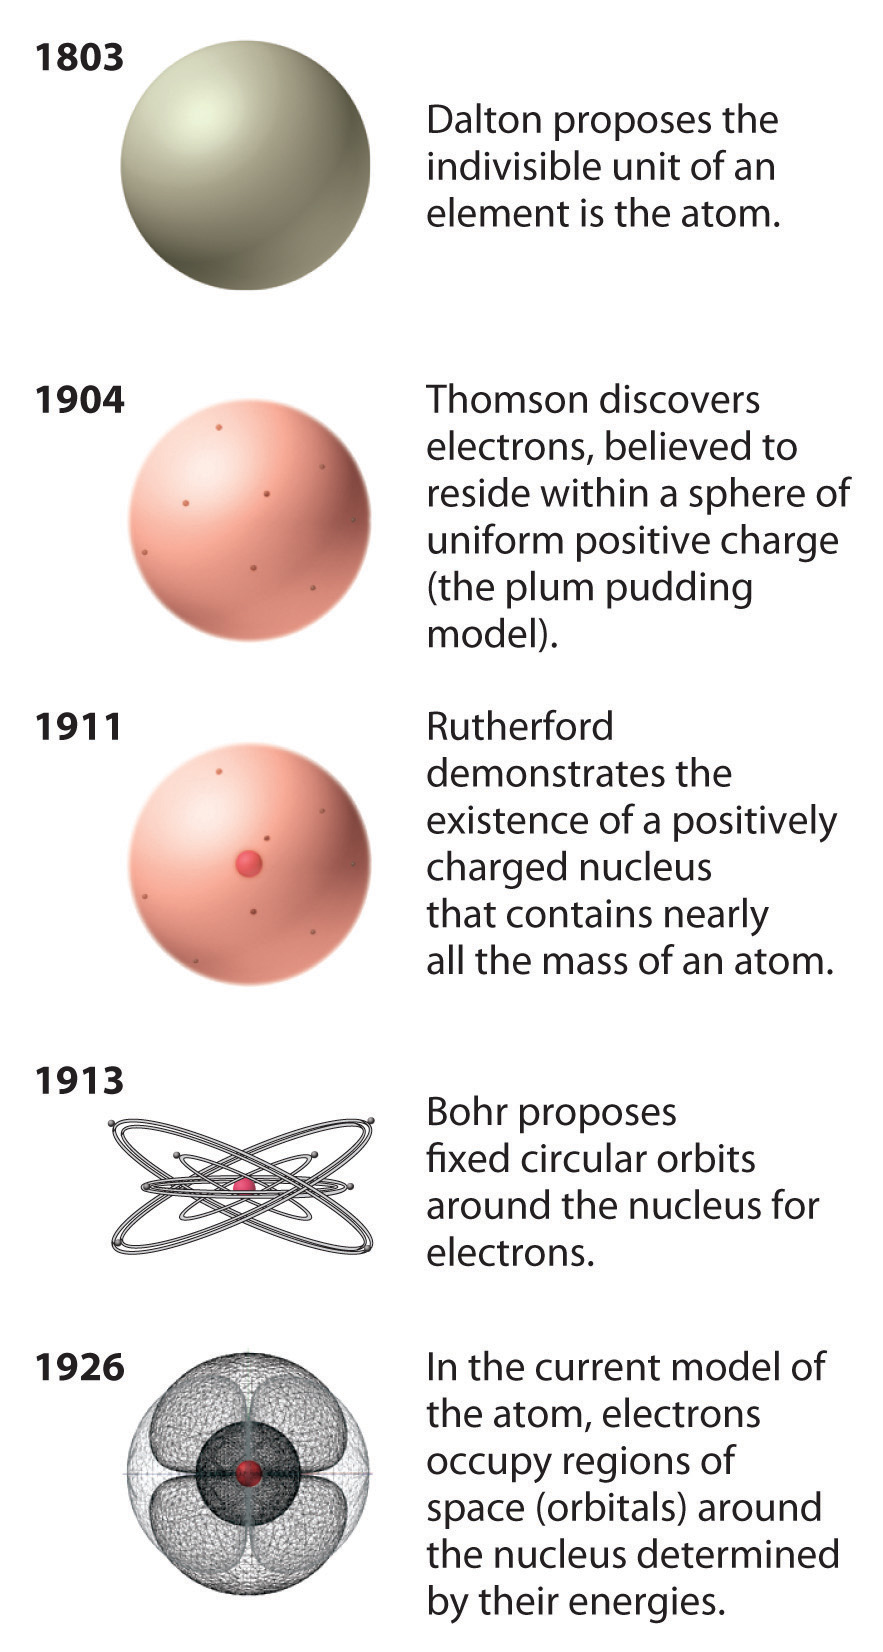 1803
Dalton proposes the
indivisible unit of an
element is the atom.
1904
Thomson discovers
electrons, believed to
reside within a sphere of
uniform positive charge
(the plum pudding
model).
1911
Rutherford
demonstrates the
existence of a positively
charged nucleus
that contains nearly
all the mass of an atom.
1913
Bohr proposes
fixed circular orbits
around the nucleus for
electrons.
1926
In the current model of
the atom, electrons
occupy regions of
space (orbitals) around
the nucleus determined
by their energies.